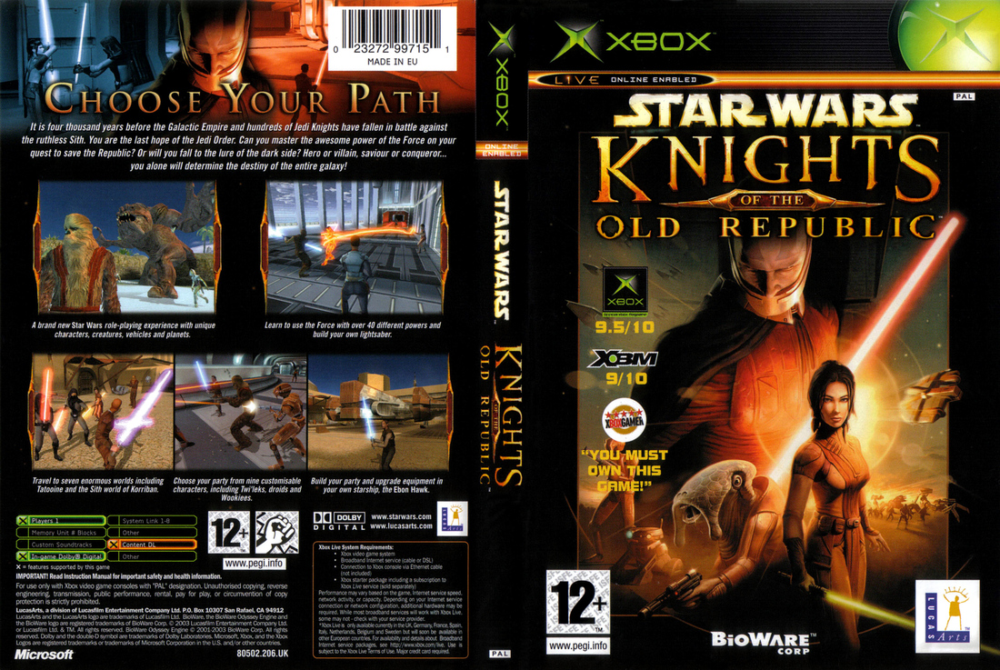 0 23272 99715 1
MADE IN EU
CHOOSE YOUR PATH
It is four thousand years before the Galactic Empire and hundreds of Jedi Knights have fallen in battle against
the ruthless Sith. You are the last hope of the Jedi Order. Can you master the awesome power of the Force on your
quest to save the Republic? Or will you fall to the lure of the dark side? Hero or villain, saviour or conqueror...
you alone will determine the destiny of the entire galaxy!
A brand new Star Wars role-playing experience with unique
characters, creatures, vehicles and planets.
Learn to use the Force with over 40 different powers and
build your own lightsaber.
Travel to seven enormous worlds including
Tatooine and the Sith world of Korriban.
Choose your party from nine customisable
characters, including Twi'leks, droids and
Wookiees.
Build your party and upgrade equipment in
your own starship, the Ebon Hawk.
Players 1
System Link 1-8
Memory Unit # Blocks
Other
Custom Soundtracks
Content DL
In-game Dolby® Digital
Other
X = features supported by this game
12+
www.pegi.info
DOLBY
DIGITAL
www.starwars.com
www.lucasarts.com
LUCAS
Arts
IMPORTANT! Read Instruction Manual for important safety and health information.
For use only with Xbox video game consoles with "PAL" designation. Unauthorised copying, reverse
engineering, transmission, public performance, rental, pay for play, or circumvention of copy
protection is strictly prohibited.
LucasArts, a division of Lucasfilm Entertainment Company Ltd. P.O. Box 10307 San Rafael, CA 94912
LucasArts and the LucasArts logo are trademarks of Lucasfilm Ltd. BioWare, the BioWare Odyssey Engine and
the BioWare logo are registered trademarks of BioWare Corp. © 2003 Lucasfilm Entertainment Company Ltd.
or Lucasfilm Ltd. & TM. All rights reserved. BioWare Odyssey Engine © 2001-2003 BioWare Corp. All rights
reserved. Dolby and the double-D symbol are trademarks of Dolby Laboratories. Microsoft, Xbox, and the Xbox
Logos are registered trademarks or trademarks of Microsoft Corporation in the U.S. and/or other countries.
Microsoft
80502.206.UK
Xbox Live System Requirements:
• Xbox video game system
• Broadband Internet service (cable or DSL)
• Connection to Xbox console via Ethernet cable
(not included)
• Xbox starter package including a subscription to
Xbox Live service (sold separately)
Performance may vary based on the game, Internet service speed,
network activity, or capacity. Depending on your Internet service
connection or network configuration, additional hardware may be
required. While most broadband services will work with Xbox Live,
some may not - check with your service provider.
*Xbox Live is only available currently in the UK, Germany, France, Spain,
Italy, Netherlands, Belgium and Sweden but will soon be available in
other European countries. For availability and details about Broadband
Internet service packages, see http://www.xbox.com/live. Use is
subject to the Xbox Live Terms of Use. Major credit card required.
XBOX
ONLINE
ENABLED
STAR WARS
KNIGHTS
OF THE
OLD REPUBLIC
PAL
XBOX™
LIVE ONLINE ENABLED
PAL
STAR WARS
KNIGHTS
OF THE
OLD REPUBLIC™
XBOX
9.5/10
XBM
9/10
XBOXGAMER
"YOU MUST
OWN THIS
GAME!"
12+
™
www.pegi.info
BIOWARE™
CORP
LUCAS
Arts
™